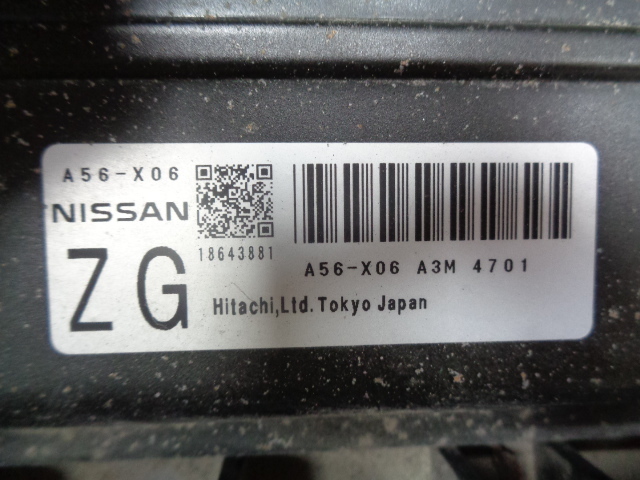 A56-X06
NISSAN
18643881
ZG
A56-X06 A3M 4701
Hitachi,Ltd.Tokyo Japan